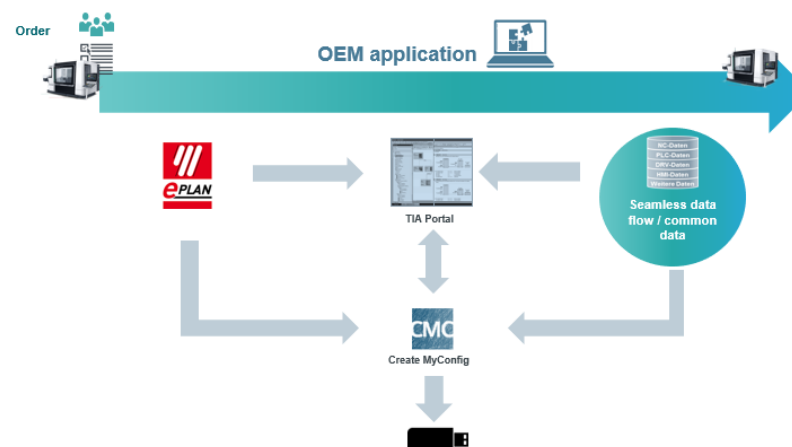 Order
OEM application
ePLAN
TIA Portal
NC-Daten
PLC-Daten
DRV-Daten
HMI-Daten
Weitere Daten
Seamless data
flow / common
data
CMC
Create MyConfig